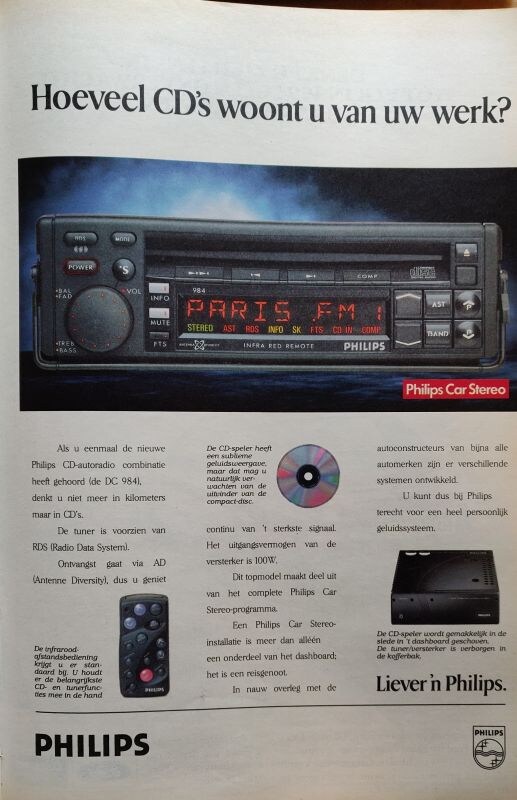 Hoeveel CD's woont u van uw werk?
RDS
MODE
POWER
°S
BAL
FAD
VOL
TREB
BASS
INFO
MUTE
FTS
COMP
984
PARIS FM 1
STEREO AST RDS INFO SK FTS CD-IN COMP
INFRA RED REMOTE
PHILIPS
AST
BAND
P
Philips Car Stereo
Als u eenmaal de nieuwe
Philips CD-autoradio combinatie
heeft gehoord (de DC 984),
denkt u niet meer in kilometers
maar in CD's.
De tuner is voorzien van
RDS (Radio Data System).
Ontvangst gaat via AD
(Antenne Diversity), dus u geniet
De infrarood-
afstandsbediening
krijgt u er stan-
daard bij. U houdt
er de belangrijkste
CD- en tunerfunc-
ties mee in de hand
PHILIPS
De CD-speler heeft
een sublieme
geluidsweergave,
maar dat mag u
natuurlijk ver-
wachten van de
uitvinder van de
compact-disc.
continu van 't sterkste signaal.
Het uitgangsvermogen van de
versterker is 100W.
Dit topmodel maakt deel uit
van het complete Philips Car
Stereo-programma.
Een Philips Car Stereo-
installatie is meer dan alléén
een onderdeel van het dashboard;
het is een reisgenoot.
In nauw overleg met de
autoconstructeurs van bijna alle
automerken zijn er verschillende
systemen ontwikkeld.
U kunt dus bij Philips
terecht voor een heel persoonlijk
geluidssysteem.
PHILIPS
De CD-speler wordt gemakkelijk in de
slede in 't dashboard geschoven.
De tuner/versterker is verborgen in
de kofferbak.
Liever 'n Philips.
PHILIPS
PHILIPS